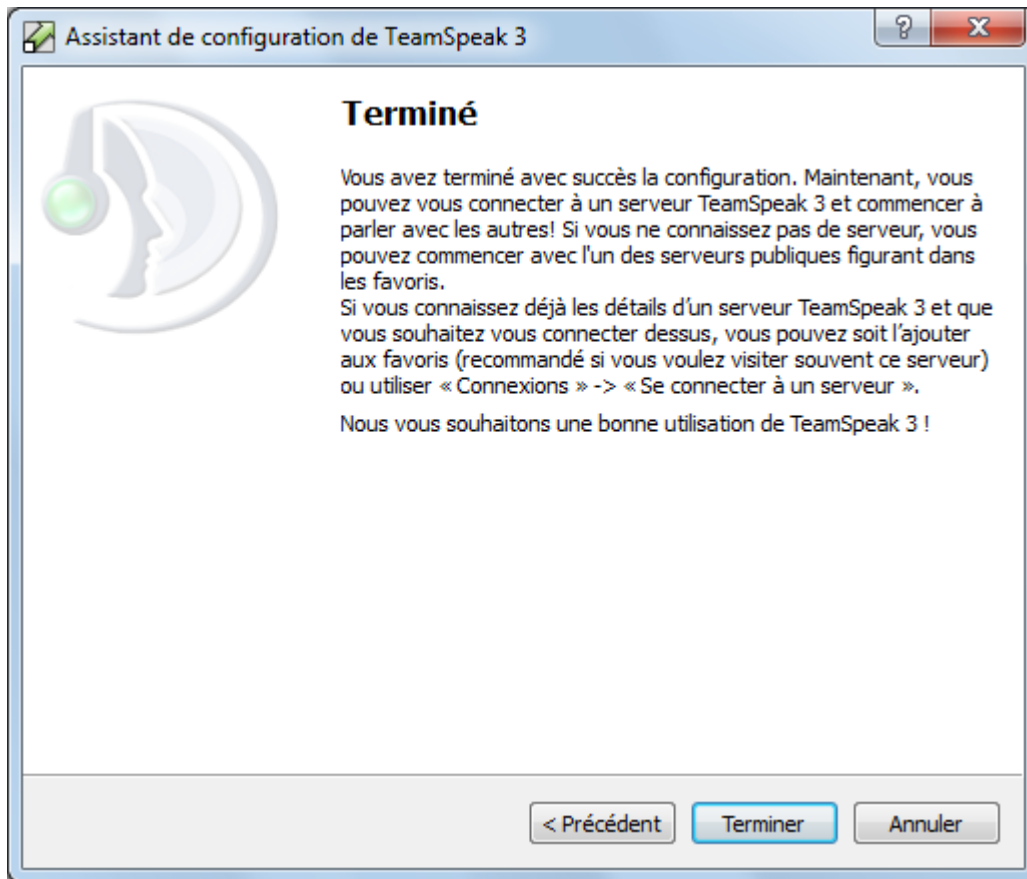 Assistant de configuration de TeamSpeak 3
Terminé
Vous avez terminé avec succès la configuration. Maintenant, vous
pouvez vous connecter à un serveur TeamSpeak 3 et commencer à
parler avec les autres! Si vous ne connaissez pas de serveur, vous
pouvez commencer avec l'un des serveurs publiques figurant dans
les favoris.
Si vous connaissez déjà les détails d’un serveur TeamSpeak 3 et que
vous souhaitez vous connecter dessus, vous pouvez soit l’ajouter
aux favoris (recommandé si vous voulez visiter souvent ce serveur)
ou utiliser « Connexions » -> « Se connecter à un serveur ».
Nous vous souhaitons une bonne utilisation de TeamSpeak 3 !
< Précédent Terminer Annuler